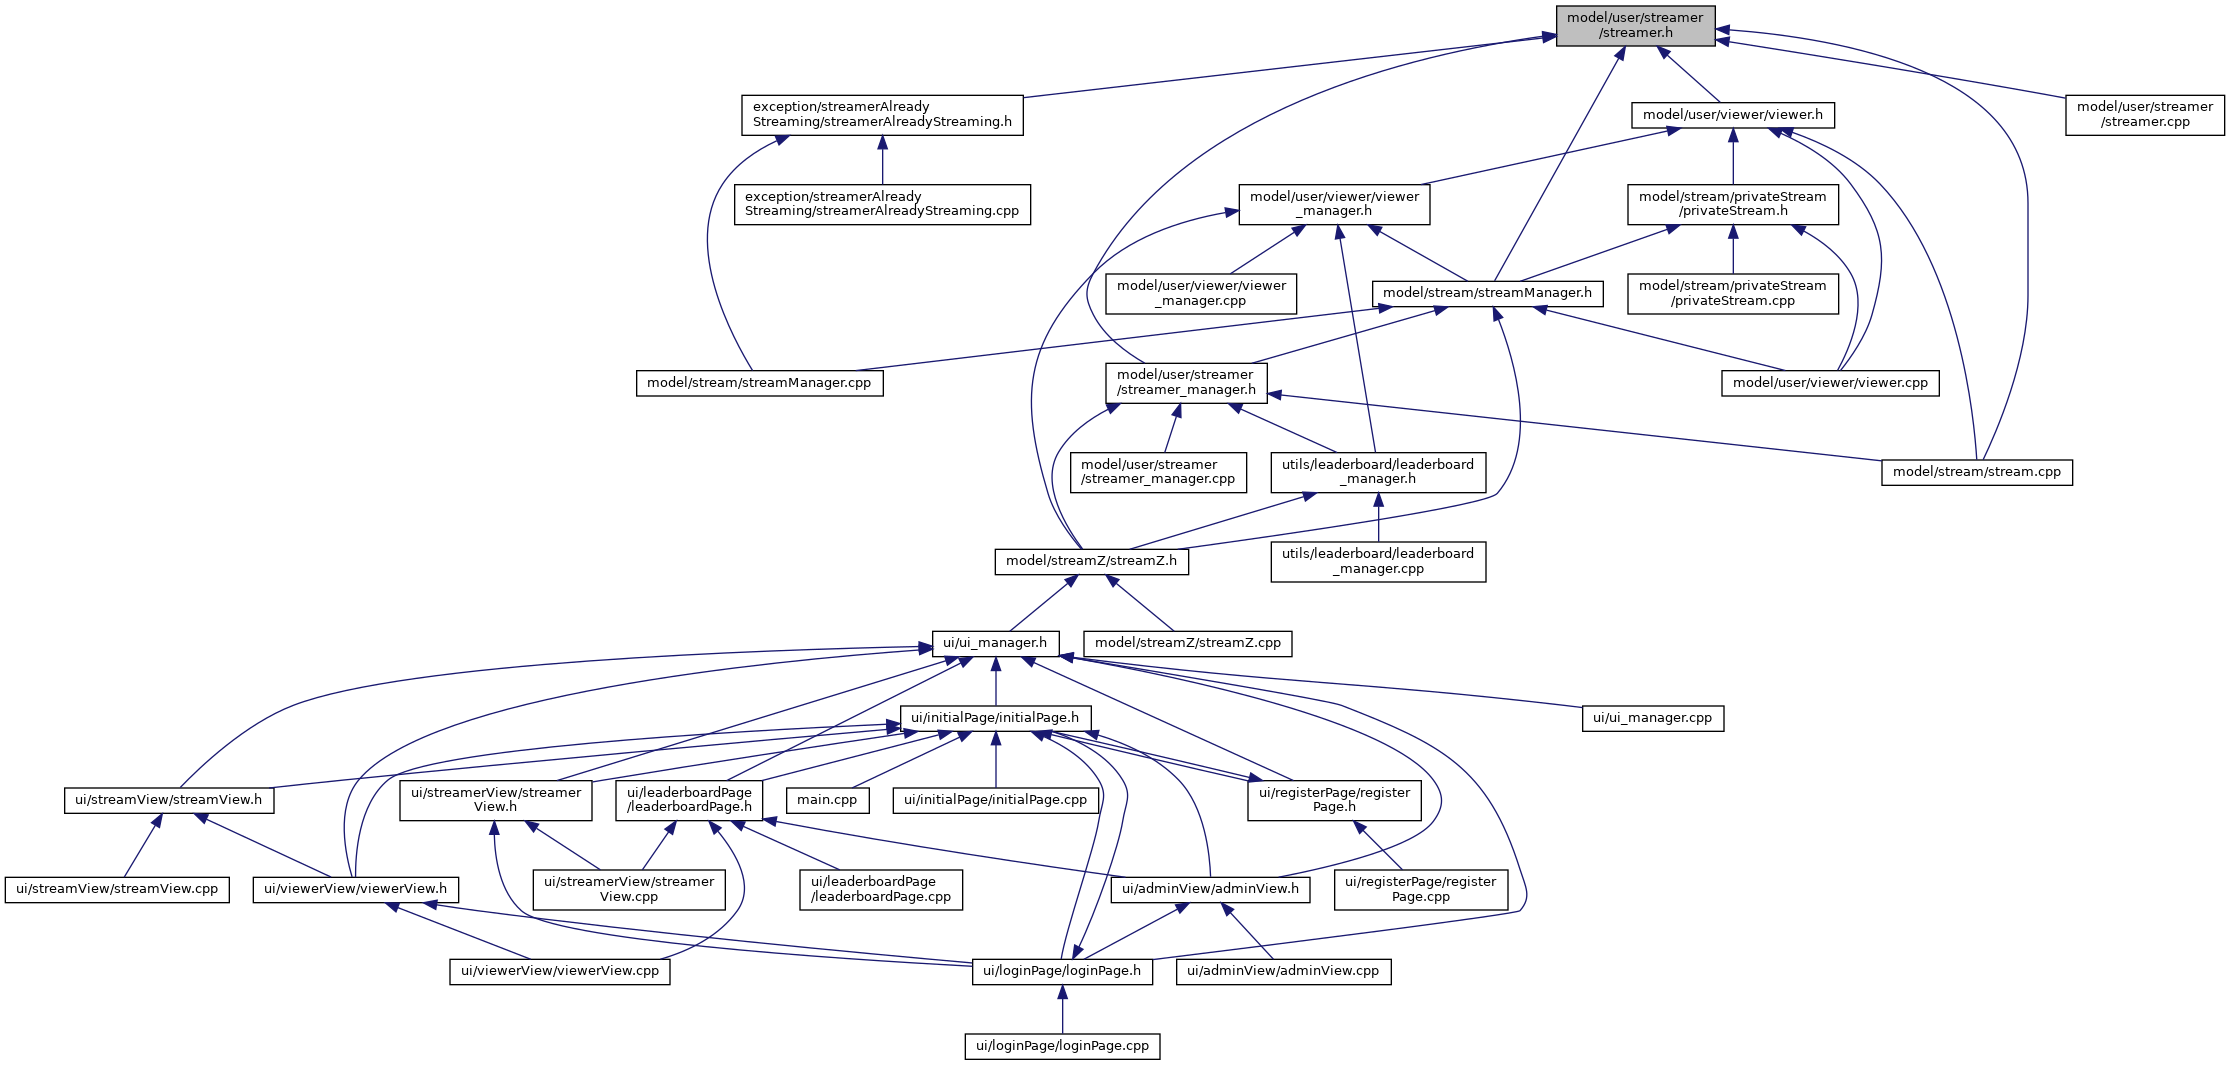 model/user/streamer
/streamer.h
exception/streamerAlready
Streaming/streamerAlreadyStreaming.h
model/user/viewer/viewer.h
model/user/streamer
/streamer.cpp
exception/streamerAlready
Streaming/streamerAlreadyStreaming.cpp
model/user/viewer/viewer
_manager.h
model/stream/privateStream
/privateStream.h
model/user/viewer/viewer
_manager.cpp
model/stream/streamManager.h
model/stream/privateStream
/privateStream.cpp
model/stream/streamManager.cpp
model/user/streamer
/streamer_manager.h
model/user/viewer/viewer.cpp
model/user/streamer
/streamer_manager.cpp
utils/leaderboard/leaderboard
_manager.h
model/stream/stream.cpp
model/streamZ/streamZ.h
utils/leaderboard/leaderboard
_manager.cpp
ui/ui_manager.h
model/streamZ/streamZ.cpp
ui/initialPage/initialPage.h
ui/ui_manager.cpp
ui/streamView/streamView.h
ui/streamerView/streamer
View.h
ui/leaderboardPage
/leaderboardPage.h
main.cpp
ui/initialPage/initialPage.cpp
ui/registerPage/register
Page.h
ui/streamView/streamView.cpp
ui/viewerView/viewerView.h
ui/streamerView/streamer
View.cpp
ui/leaderboardPage
/leaderboardPage.cpp
ui/adminView/adminView.h
ui/registerPage/register
Page.cpp
ui/viewerView/viewerView.cpp
ui/loginPage/loginPage.h
ui/adminView/adminView.cpp
ui/loginPage/loginPage.cpp